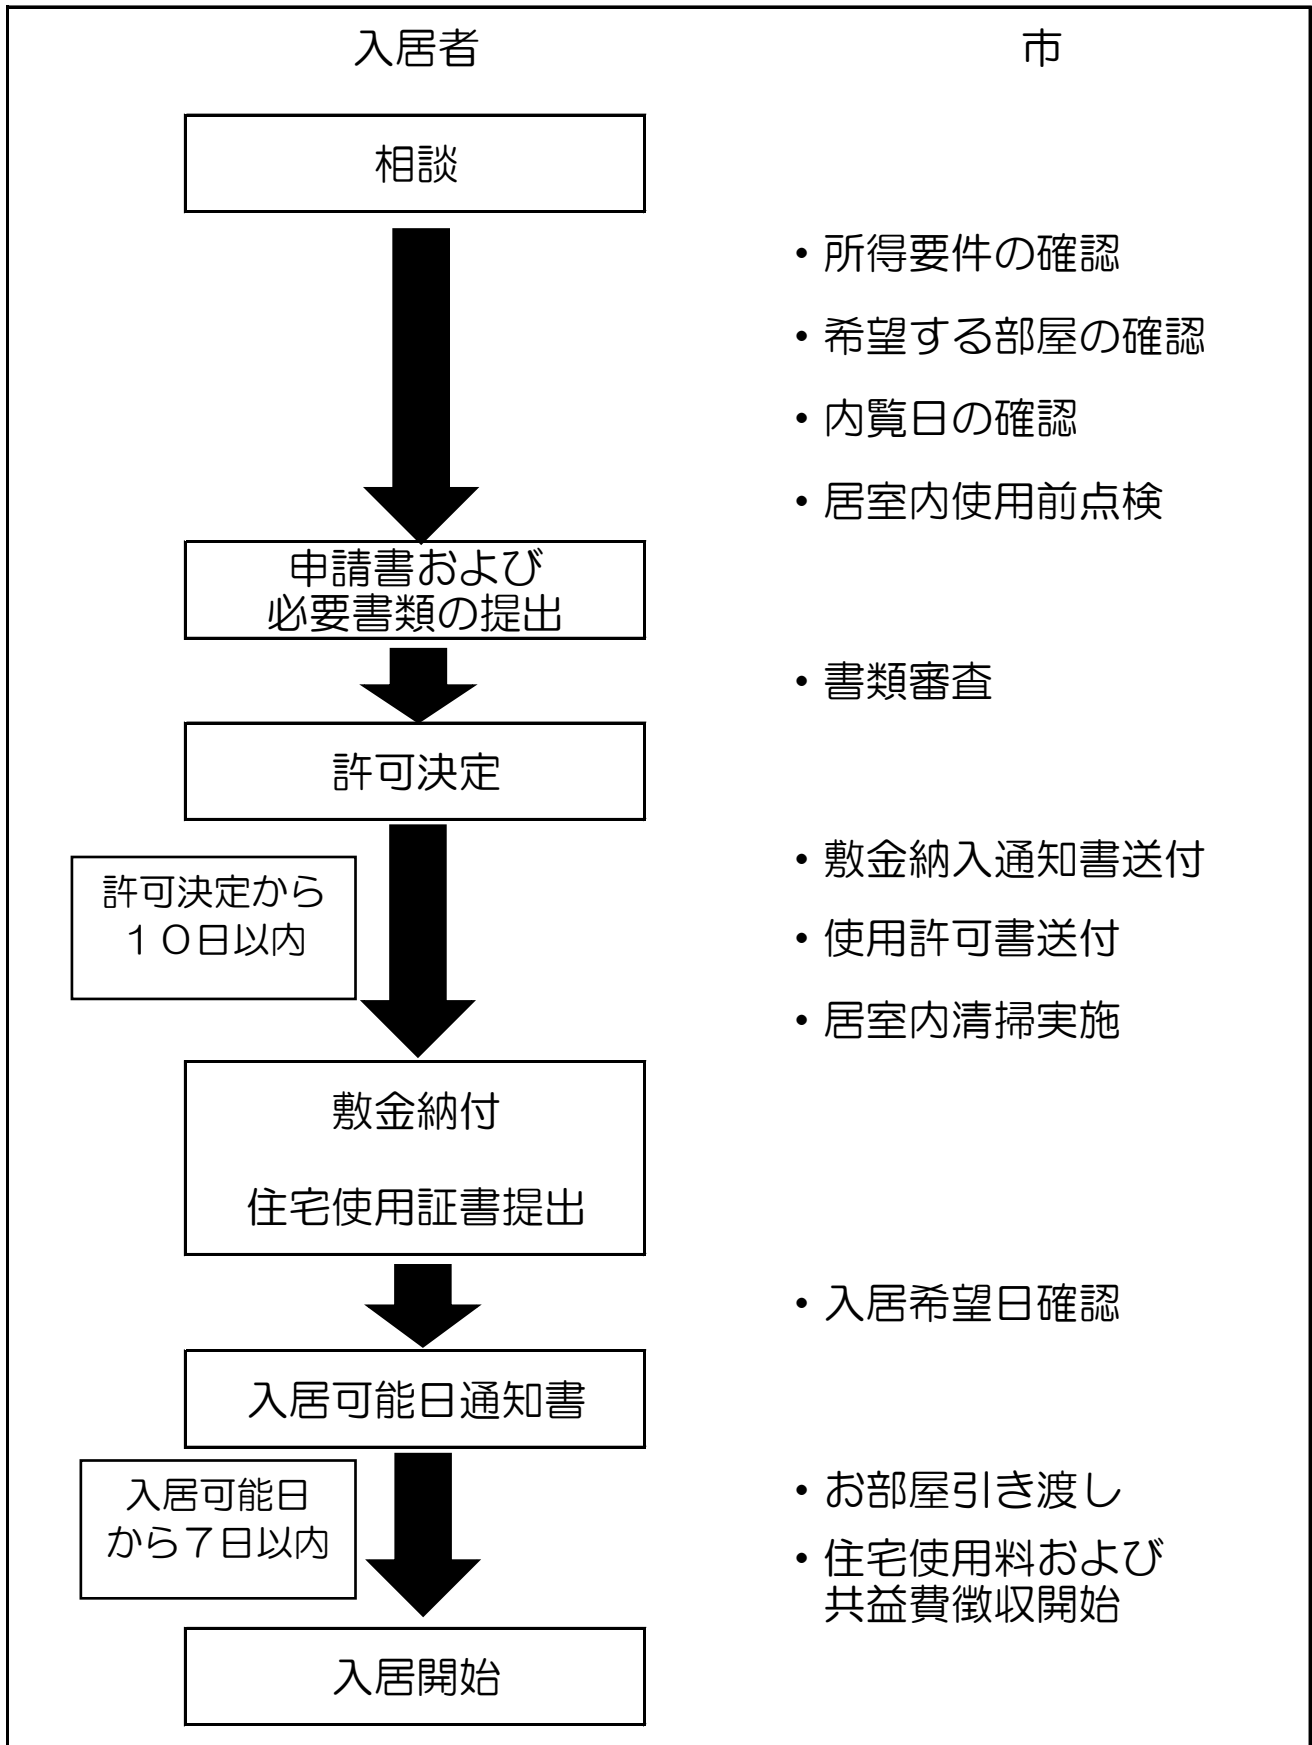 入居者
市
相談
・所得要件の確認
・希望する部屋の確認
・内覧日の確認
・居室内使用前点検
申請書および
必要書類の提出
・書類審査
許可決定
許可決定から
１０日以内
・敷金納入通知書送付
・使用許可書送付
・居室内清掃実施
敷金納付
住宅使用証書提出
・入居希望日確認
入居可能日通知書
入居可能日
から７日以内
・お部屋引き渡し
・住宅使用料および
共益費徴収開始
入居開始